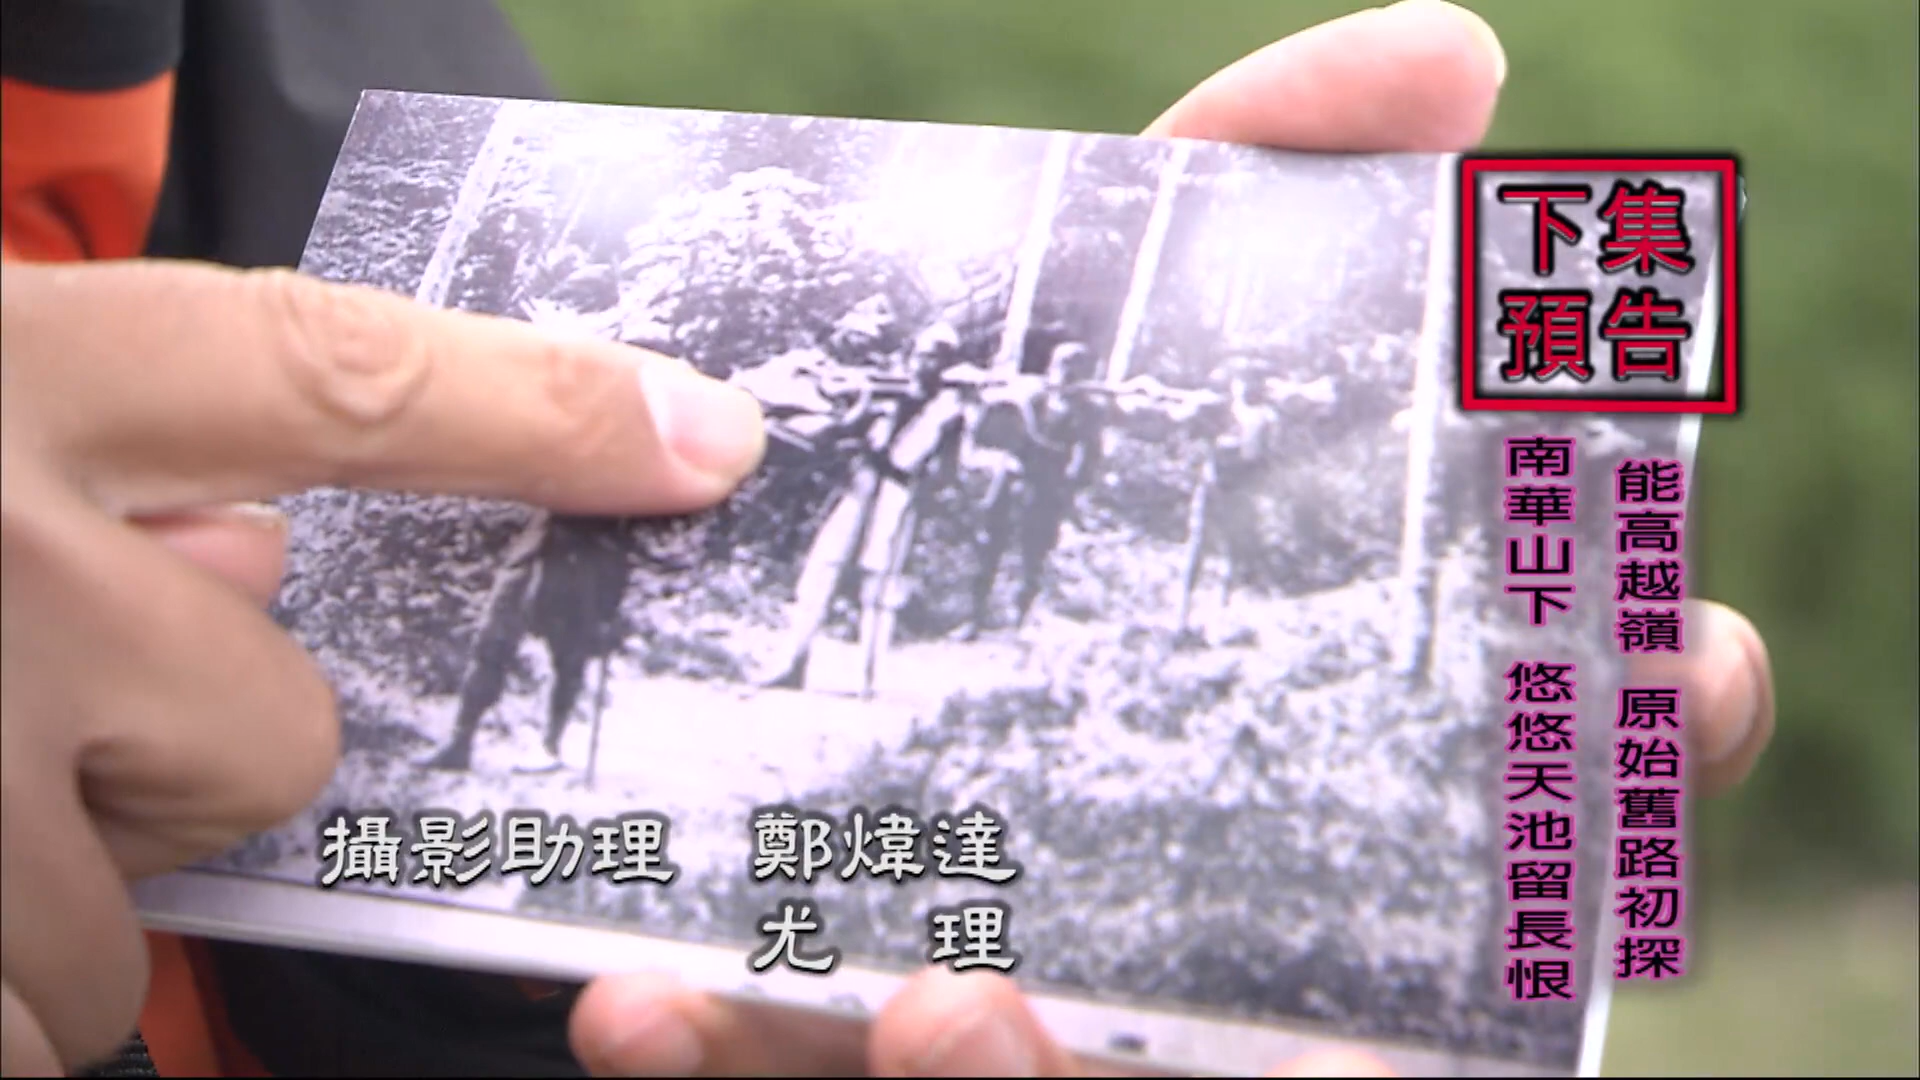 下集
預告
能高越嶺 原始舊路初探
南華山下 悠悠天池留長恨
攝影助理 鄭煒達
尤 理